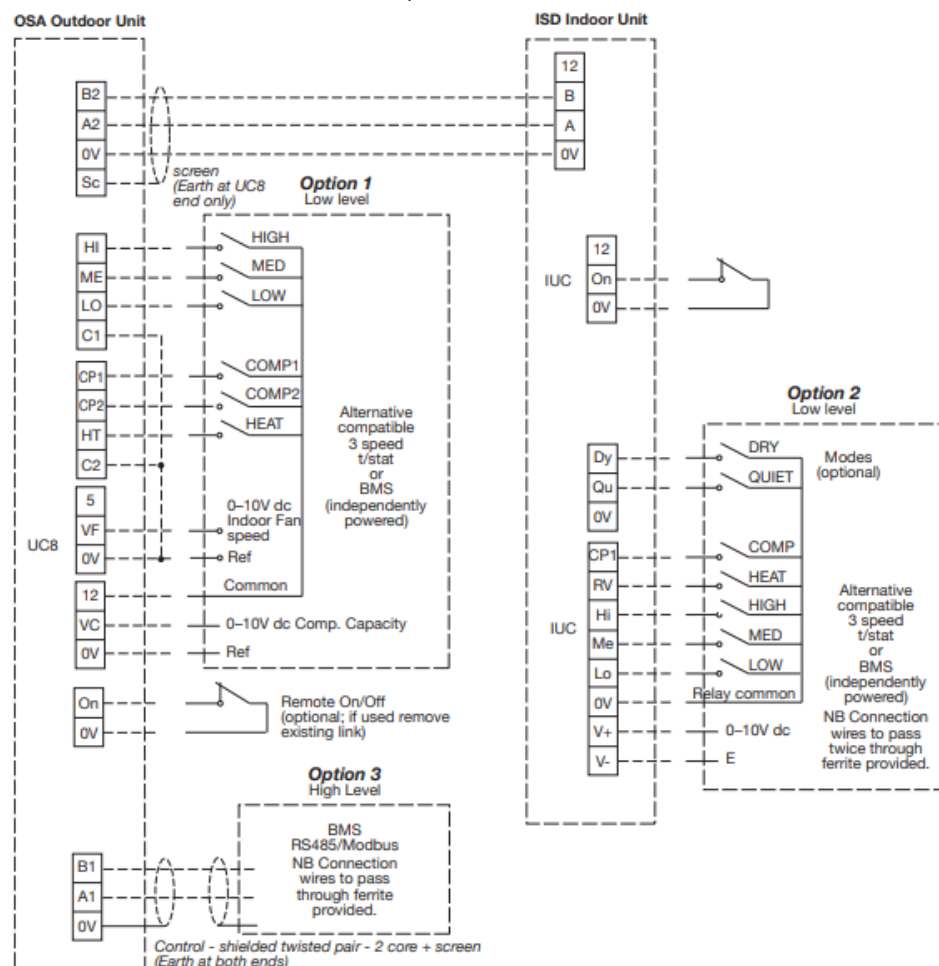 OSA Outdoor Unit
ISD Indoor Unit
B2
A2
0V
Sc
screen
(Earth at UC8
end only)
12
B
A
0V
Option 1
Low level
HI
ME
LO
C1
HIGH
MED
LOW
CP1
CP2
HT
C2
COMP1
COMP2
HEAT
Alternative
compatible
3 speed
t/stat
or
BMS
(independently
powered)
UC8
5
VF
0V
0–10V dc
Indoor Fan
speed
Ref
12
VC
0V
Common
0–10V dc Comp. Capacity
Ref
On
0V
Remote On/Off
(optional; if used remove
existing link)
Option 3
High Level
BMS
RS485/Modbus
NB Connection
wires to pass
through ferrite
provided.
B1
A1
0V
Control - shielded twisted pair - 2 core + screen
(Earth at both ends)
IUC
12
On
0V
Option 2
Low level
Dy
Qu
0V
DRY
QUIET
Modes
(optional)
IUC
CP1
RV
Hi
Me
Lo
0V
V+
V-
COMP
HEAT
HIGH
MED
LOW
Relay common
0–10V dc
E
Alternative
compatible
3 speed
t/stat
or
BMS
(independently
powered)
NB Connection
wires to pass
twice through
ferrite provided.